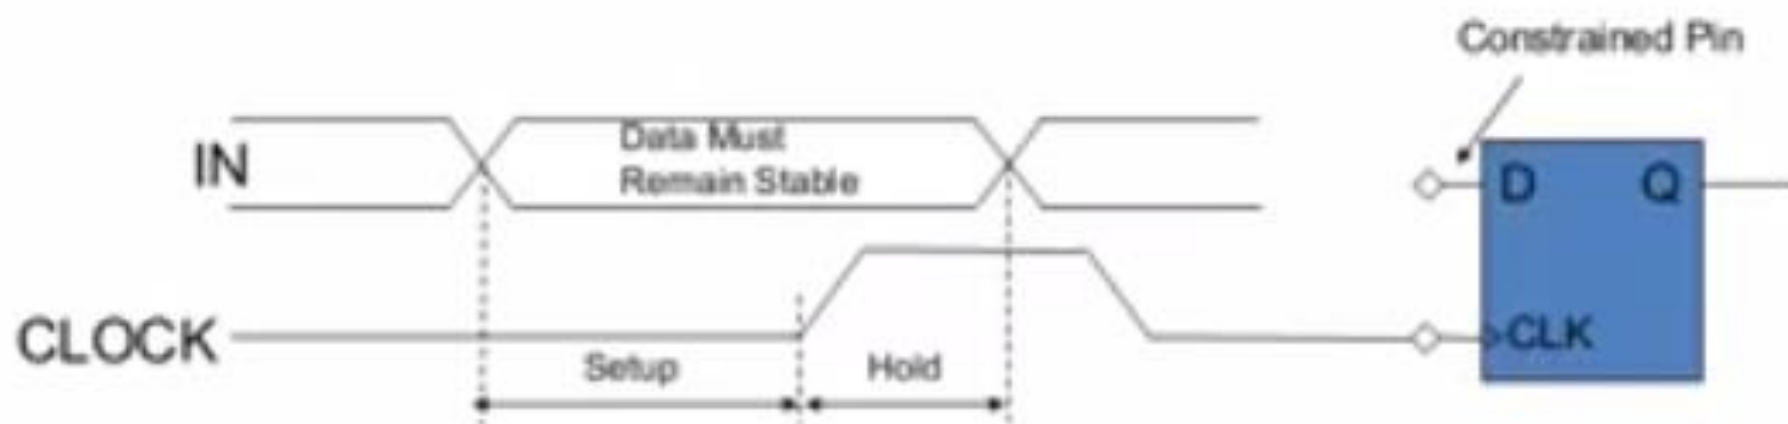 Constrained Pin
IN
Data Must
Remain Stable
D
Q
CLOCK
CLK
Setup
Hold